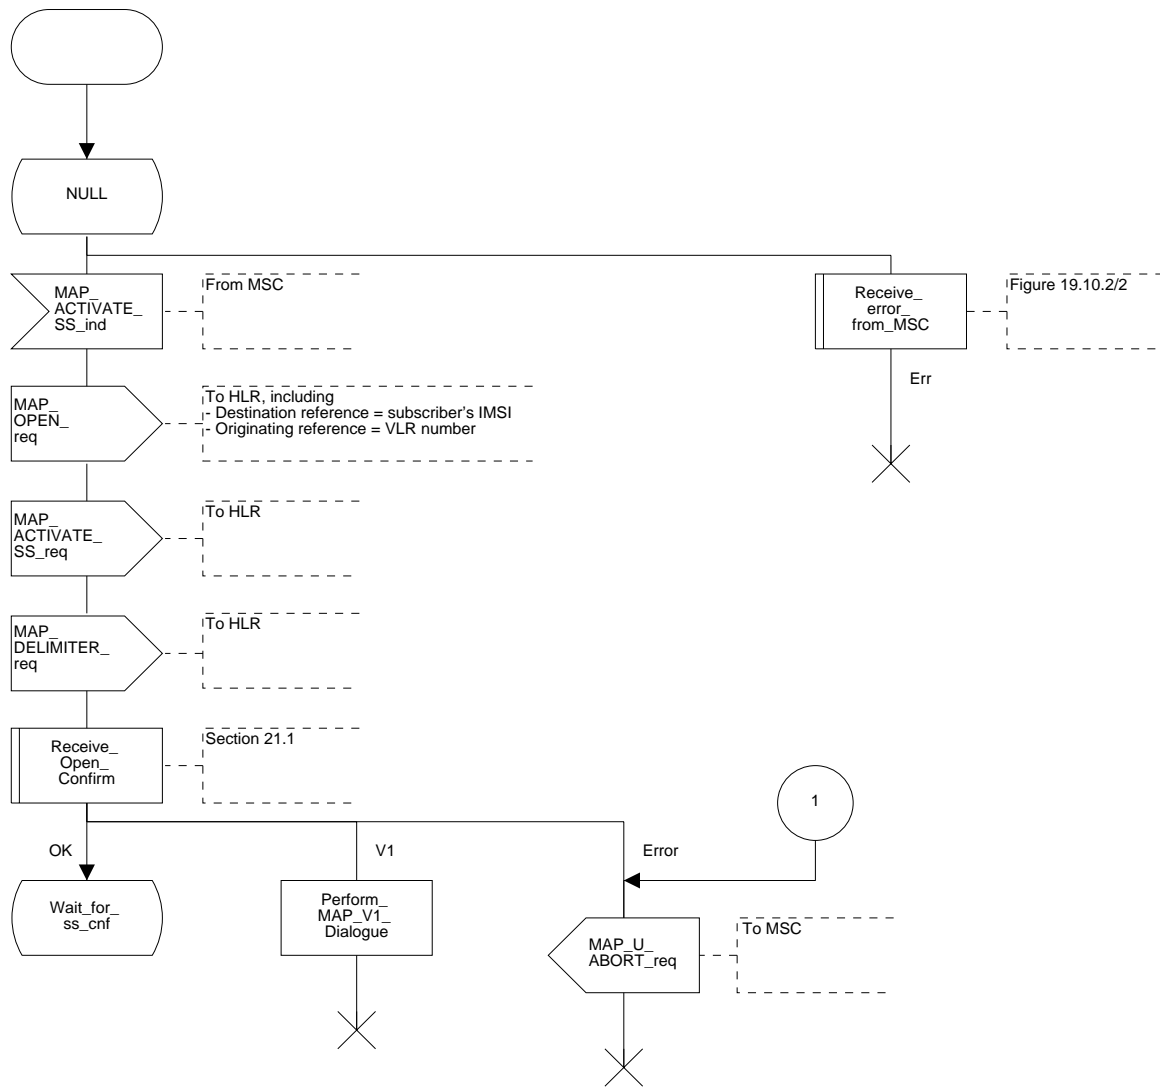 NULL
MAP_
ACTIVATE_
SS_ind
From MSC
Receive_
error_
from_MSC
Figure 19.10.2/2
Err
MAP_
OPEN_
req
To HLR, including
- Destination reference = subscriber's IMSI
- Originating reference = VLR number
MAP_
ACTIVATE_
SS_req
To HLR
MAP_
DELIMITER_
req
To HLR
Receive_
Open_
Confirm
Section 21.1
1
OK
V1
Error
Wait_for_
ss_cnf
Perform_
MAP_V1_
Dialogue
MAP_U_
ABORT_req
To MSC